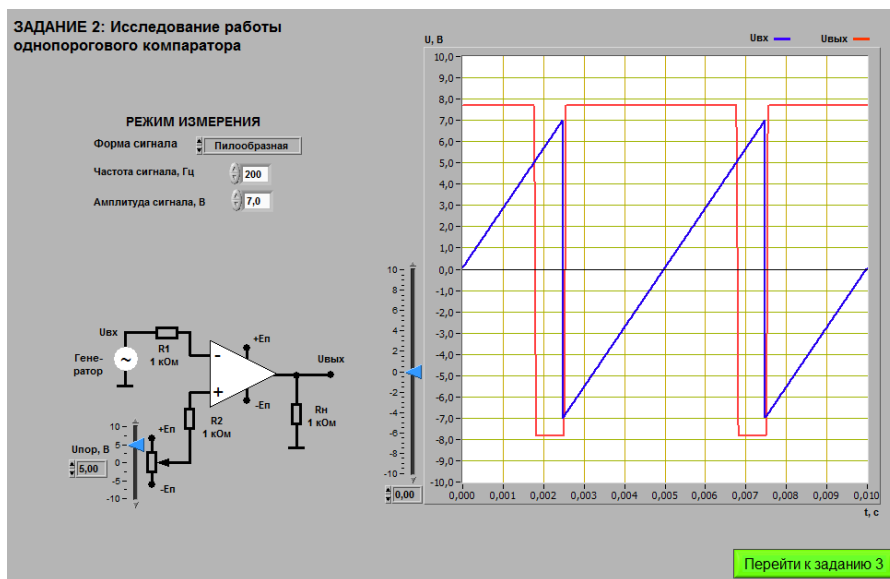 ЗАДАНИЕ 2: Исследование работы
однопорогового компаратора
РЕЖИМ ИЗМЕРЕНИЯ
Форма сигнала Пилообразная
Частота сигнала, Гц 200
Амплитуда сигнала, В 7,0
U, В
Uвх Uвых
10,0
9,0
8,0
7,0
6,0
5,0
4,0
3,0
2,0
1,0
0,0
-1,0
-2,0
-3,0
-4,0
-5,0
-6,0
-7,0
-8,0
-9,0
-10,0
0,000 0,001 0,002 0,003 0,004 0,005 0,006 0,007 0,008 0,009 0,010
t, с
10
8
6
4
2
0
-2
-4
-6
-8
-10
0,00
Uвх
R1
1 кОм
Гене-
ратор
~
-
+
+Eп
-Eп
Uвых
Rн
1 кОм
R2
1 кОм
Uпор, В
5,00
10
5
0
-5
-10
+Eп
-Eп
Перейти к заданию 3